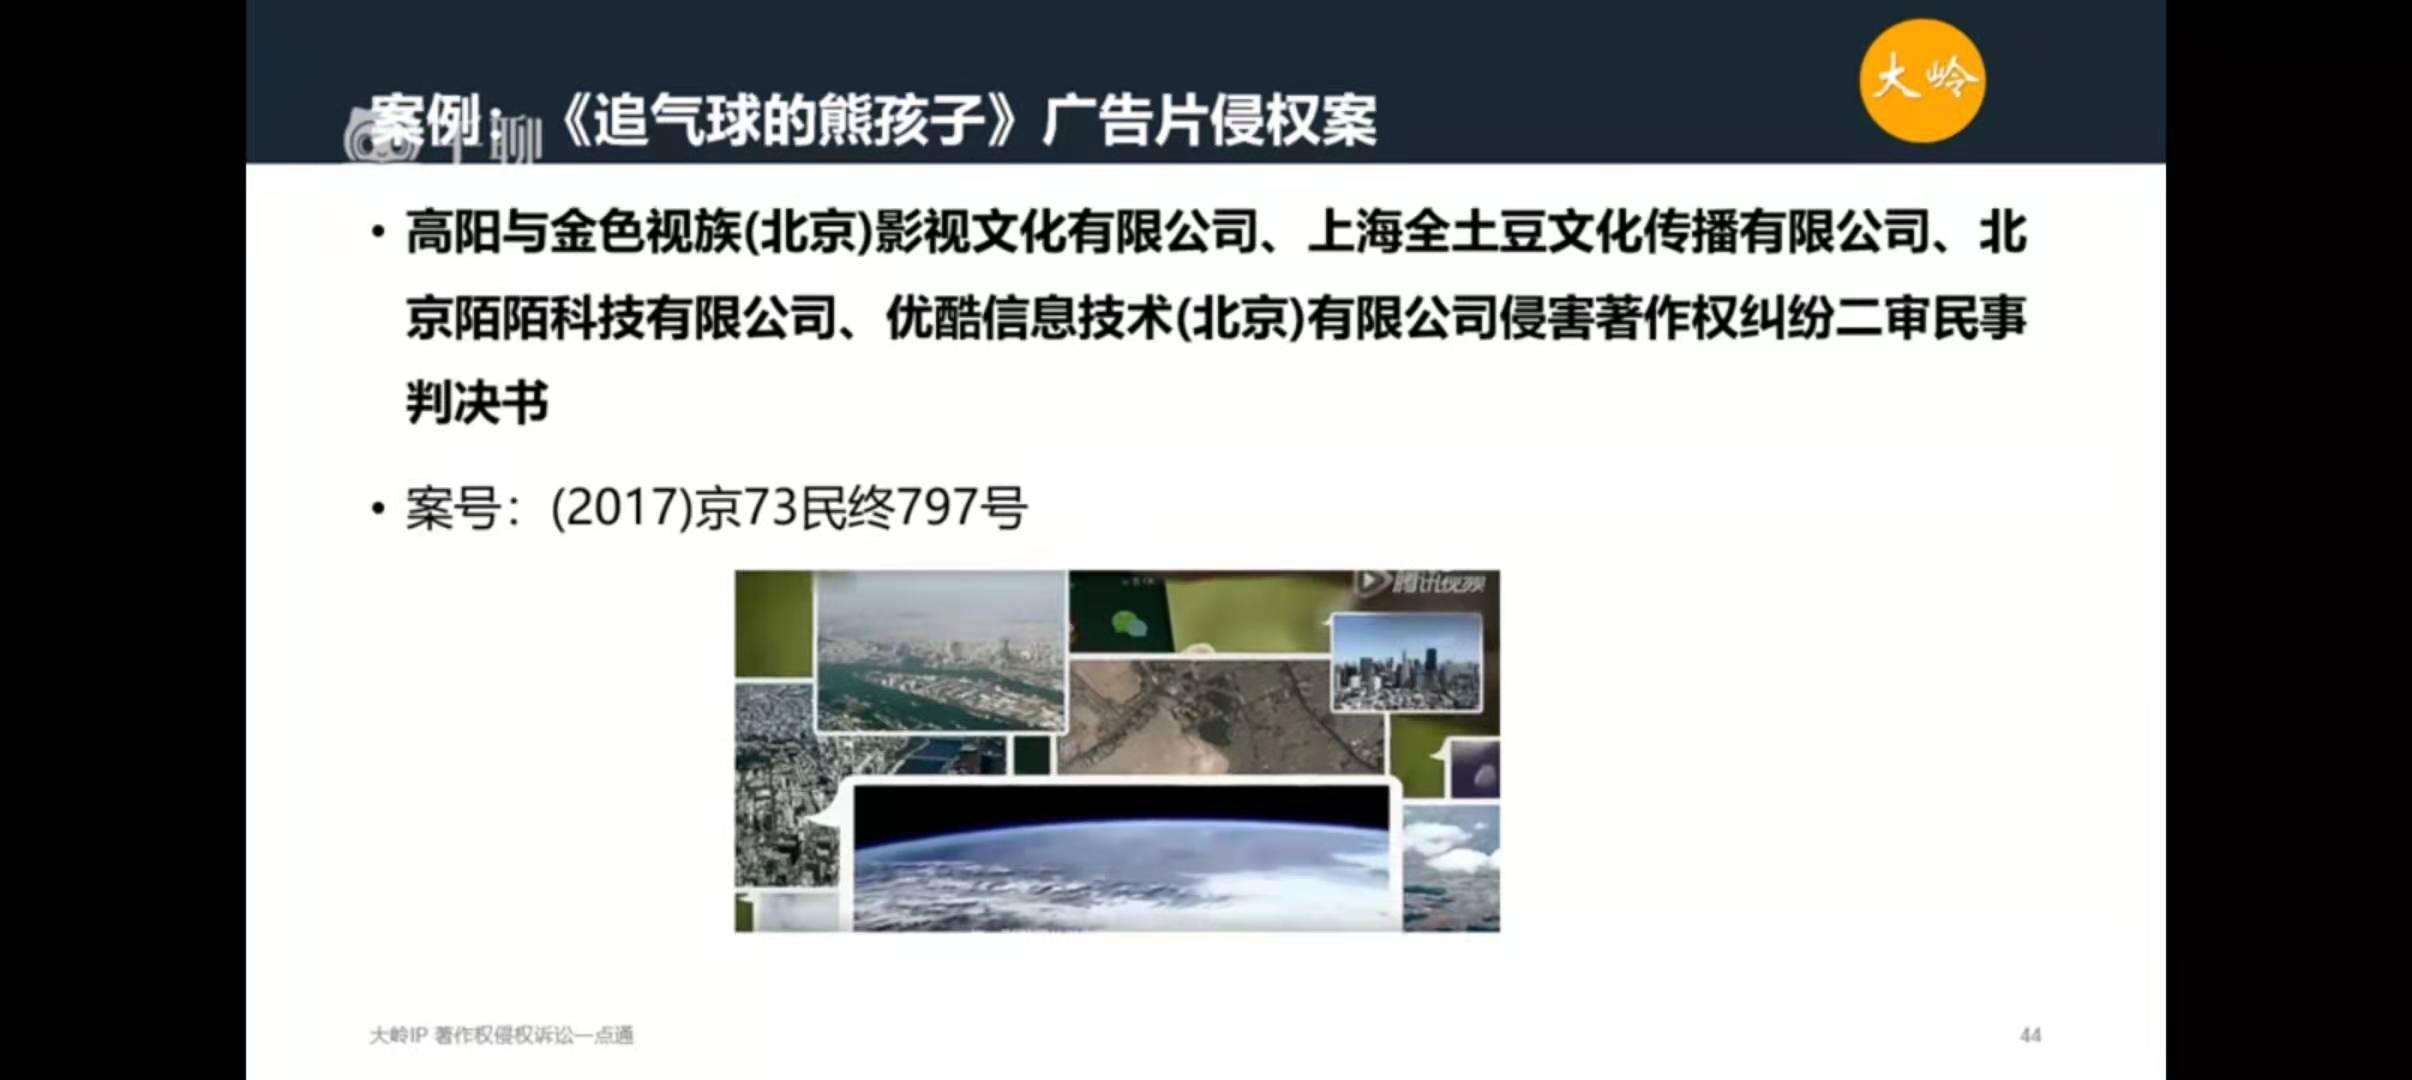 大岭
案例：《追气球的熊孩子》广告片侵权案
千聊
• 高阳与金色视族(北京)影视文化有限公司、上海全土豆文化传播有限公司、北
京陌陌科技有限公司、优酷信息技术(北京)有限公司侵害著作权纠纷二审民事
判决书
• 案号：(2017)京73民终797号
腾讯视频
大岭IP 著作权侵权诉讼一点通
44